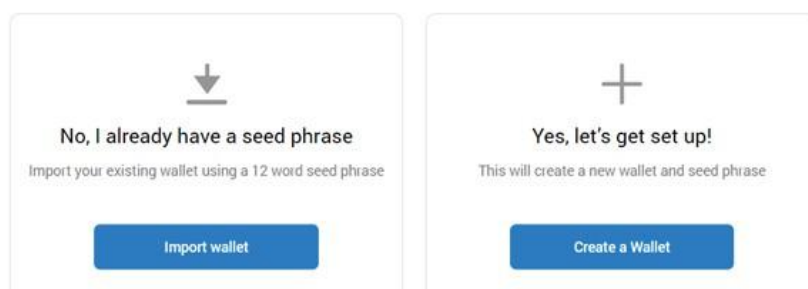 No, I already have a seed phrase
Import your existing wallet using a 12 word seed phrase
Import wallet
Yes, let's get set up!
This will create a new wallet and seed phrase
Create a Wallet